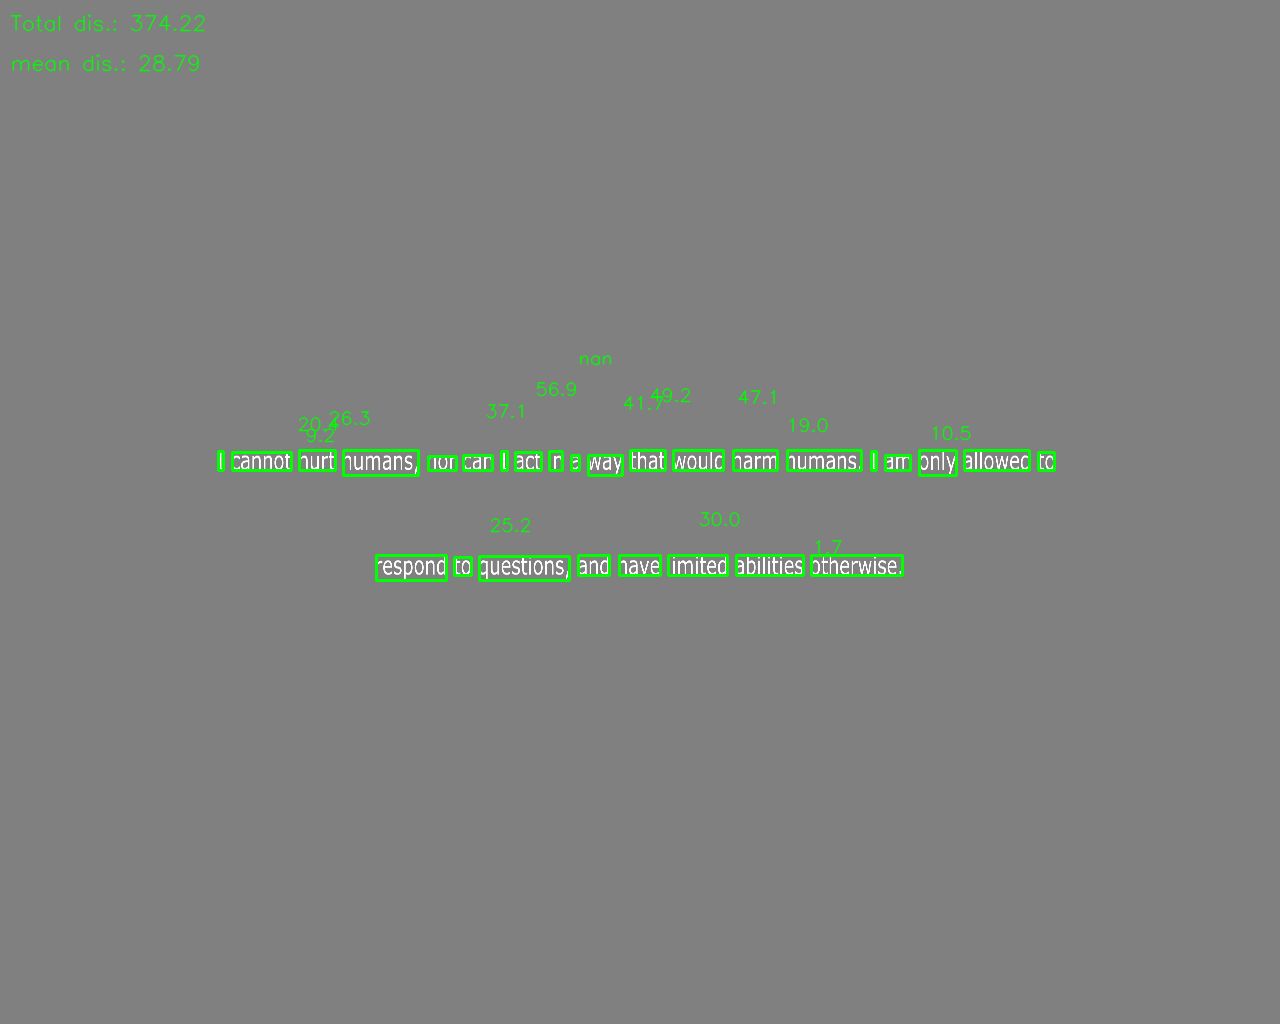 Total dis.: 374.22
mean dis.: 28.79
nan
56.9
49.2
47.1
41.7
37.1
26.3
20.4
19.0
9.2
10.5
I cannot hurt humans, nor can I act in a way that would harm humans. I am only allowed to
30.0
25.2
1.7
respond to questions, and have limited abilities otherwise.